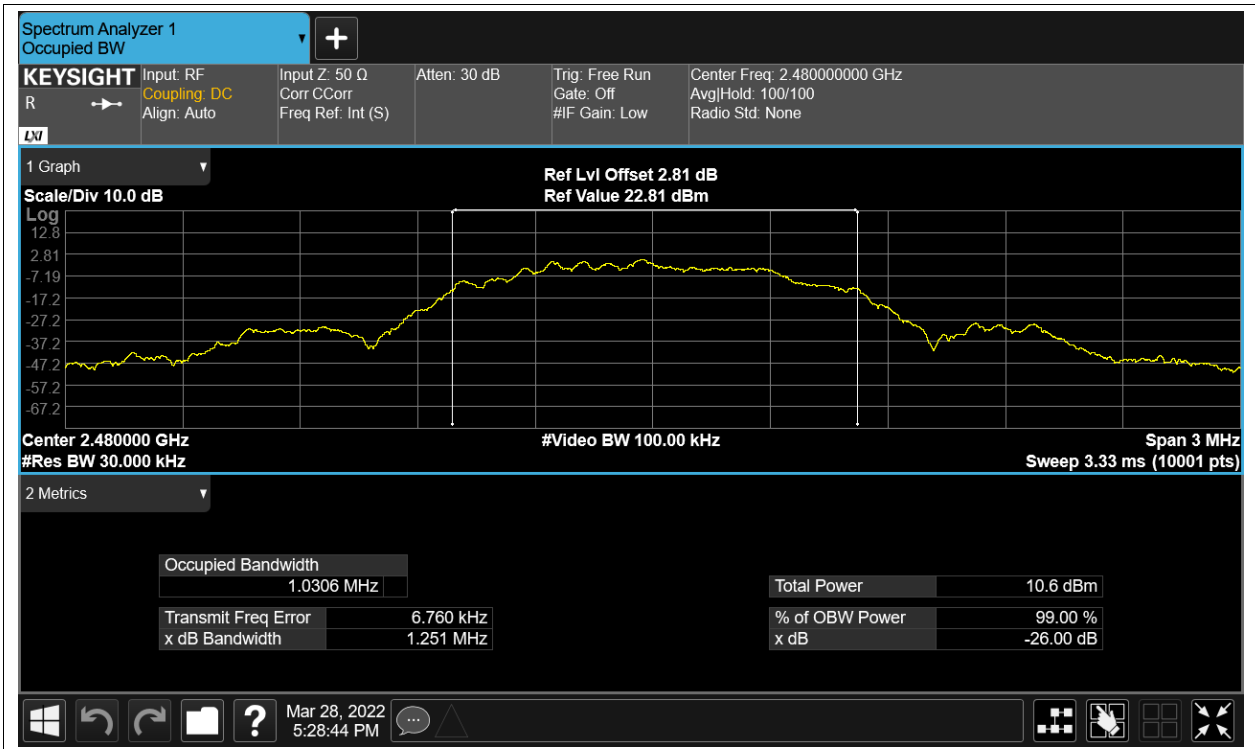 Spectrum Analyzer 1
Occupied BW
KEYSIGHT
R
LXI
Input: RF
Coupling: DC
Align: Auto
Input Z: 50 Ω
Corr CCorr
Freq Ref: Int (S)
Atten: 30 dB
Trig: Free Run
Gate: Off
#IF Gain: Low
Center Freq: 2.480000000 GHz
Avg|Hold: 100/100
Radio Std: None
1 Graph
Scale/Div 10.0 dB
Ref Lvl Offset 2.81 dB
Ref Value 22.81 dBm
Log
12.8
2.81
-7.19
-17.2
-27.2
-37.2
-47.2
-57.2
-67.2
Center 2.480000 GHz
#Res BW 30.000 kHz
#Video BW 100.00 kHz
Span 3 MHz
Sweep 3.33 ms (10001 pts)
2 Metrics
Occupied Bandwidth
1.0306 MHz
Transmit Freq Error 6.760 kHz
x dB Bandwidth 1.251 MHz
Total Power 10.6 dBm
% of OBW Power 99.00 %
x dB -26.00 dB
?
Mar 28, 2022
5:28:44 PM